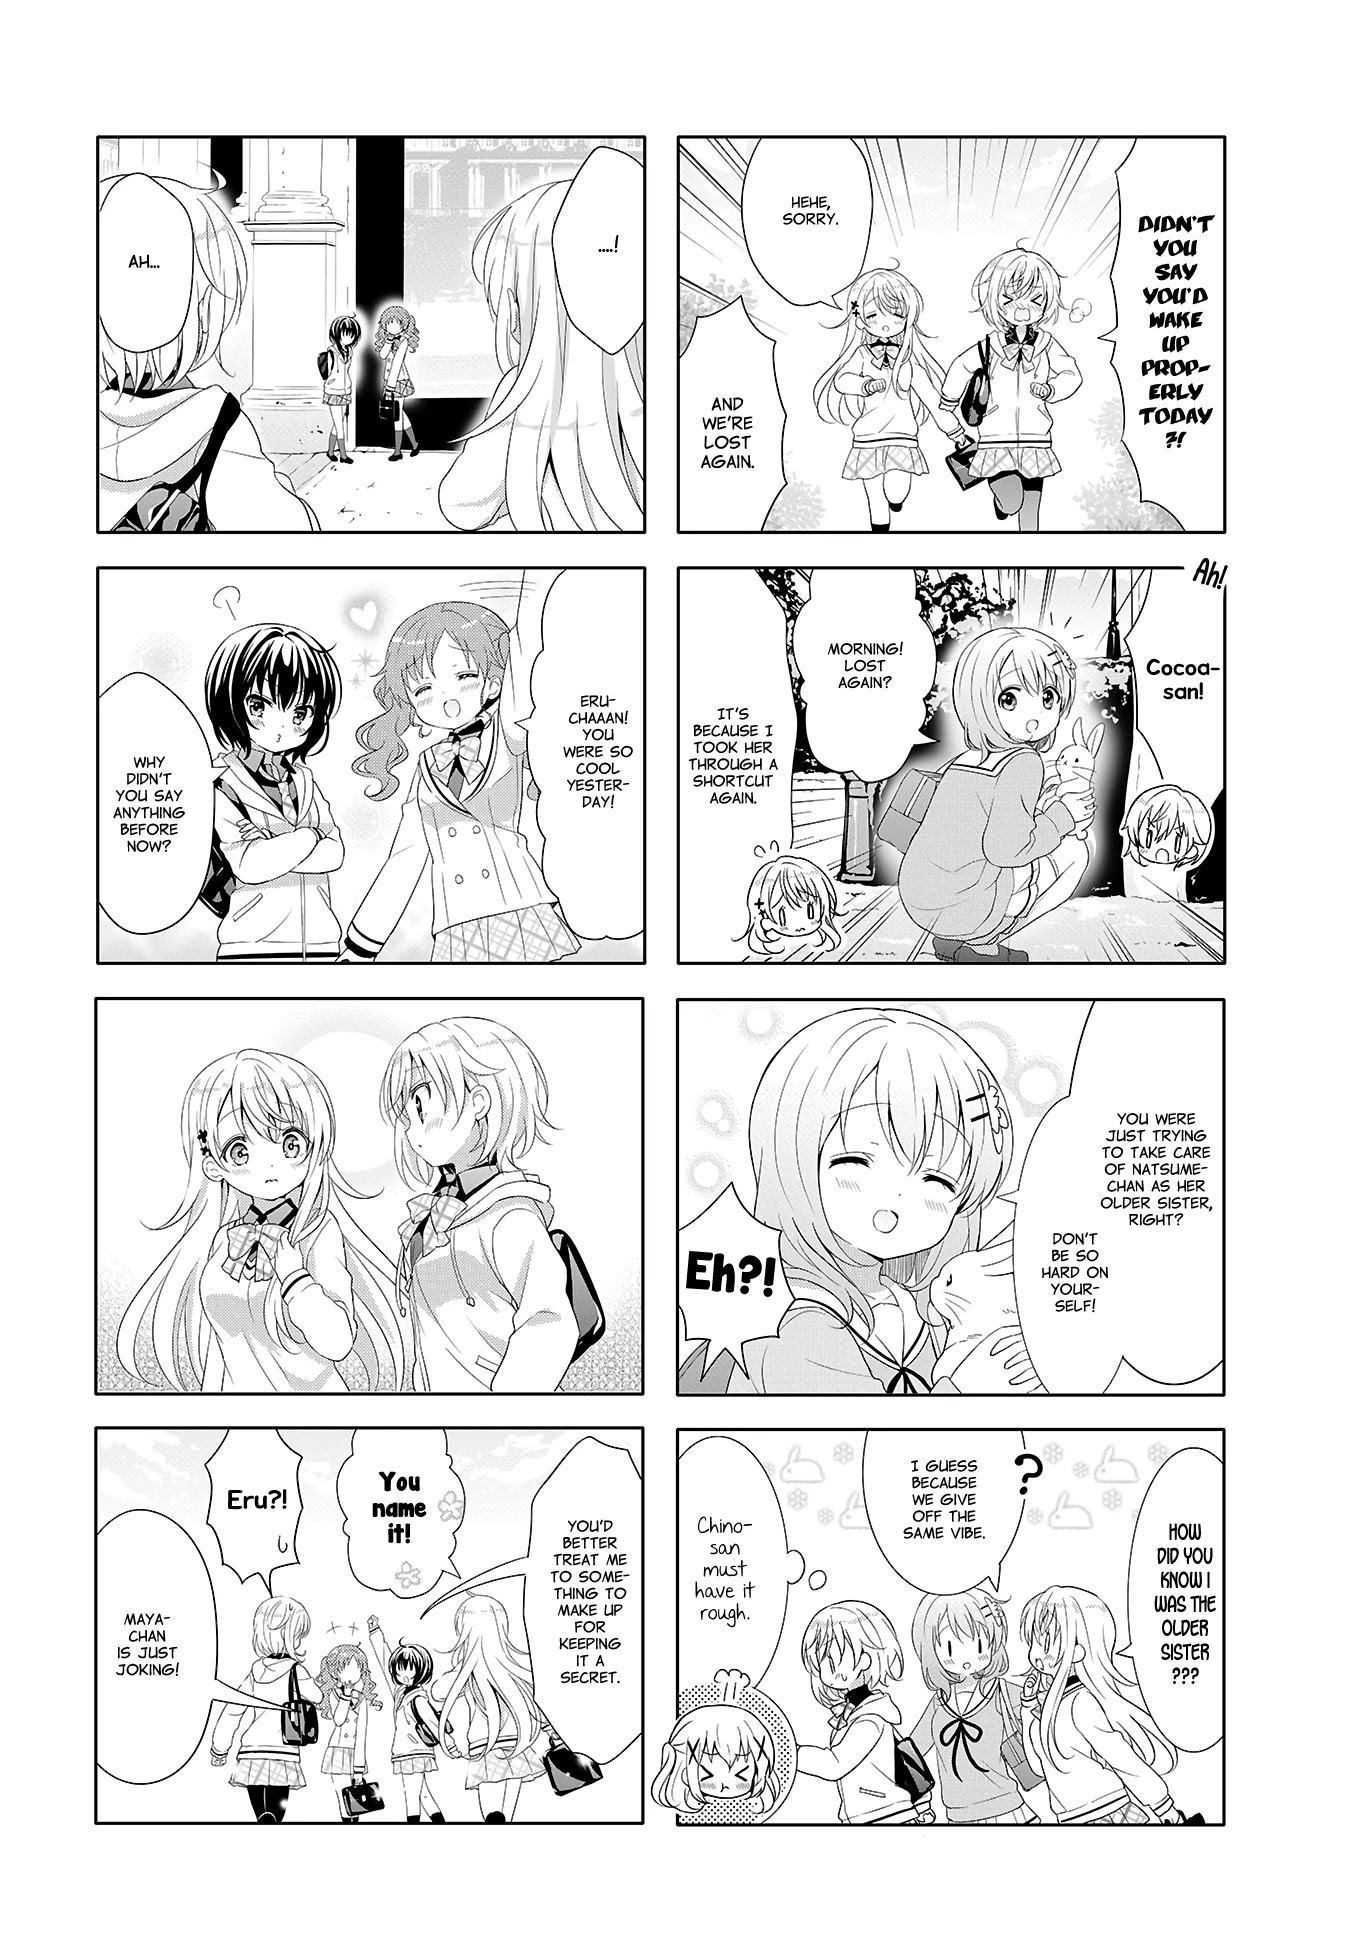 DIDN'T
YOU
SAY
YOU'D
WAKE
UP
PROP-
ERLY
TODAY
?!
HEHE,
SORRY.
AND
WE'RE
LOST
AGAIN.
Ah!
Cocoa-
san!
MORNING!
LOST
AGAIN?
IT'S
BECAUSE I
TOOK HER
THROUGH A
SHORTCUT
AGAIN.
YOU WERE
JUST TRYING
TO TAKE CARE
OF NATSUME-
CHAN AS HER
OLDER SISTER,
RIGHT?
DON'T
BE SO
HARD ON
YOUR-
SELF!
Eh?!
HOW
DID YOU
KNOW I
WAS THE
OLDER
SISTER
???
?
I GUESS
BECAUSE
WE GIVE
OFF THE
SAME VIBE.
Chino-
san
must
have it
rough.
....!
AH...
ERU-
CHAAAN!
YOU
WERE SO
COOL
YESTER-
DAY!
WHY
DIDN'T
YOU SAY
ANYTHING
BEFORE
NOW?
YOU'D
BETTER
TREAT ME
TO SOME-
THING TO
MAKE UP
FOR
KEEPING
IT A
SECRET.
You
name
it!
Eru?!
MAYA-
CHAN
IS JUST
JOKING!